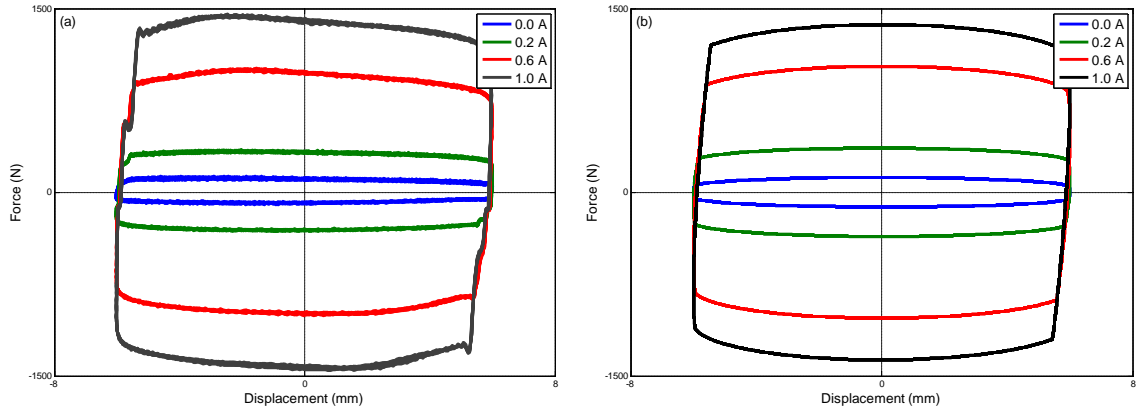 (a)
1500
0
-1500
-8
0
8
Force (N)
Displacement (mm)
0.0 A
0.2 A
0.6 A
1.0 A
(b)
1500
0
-1500
-8
0
8
Force (N)
Displacement (mm)
0.0 A
0.2 A
0.6 A
1.0 A